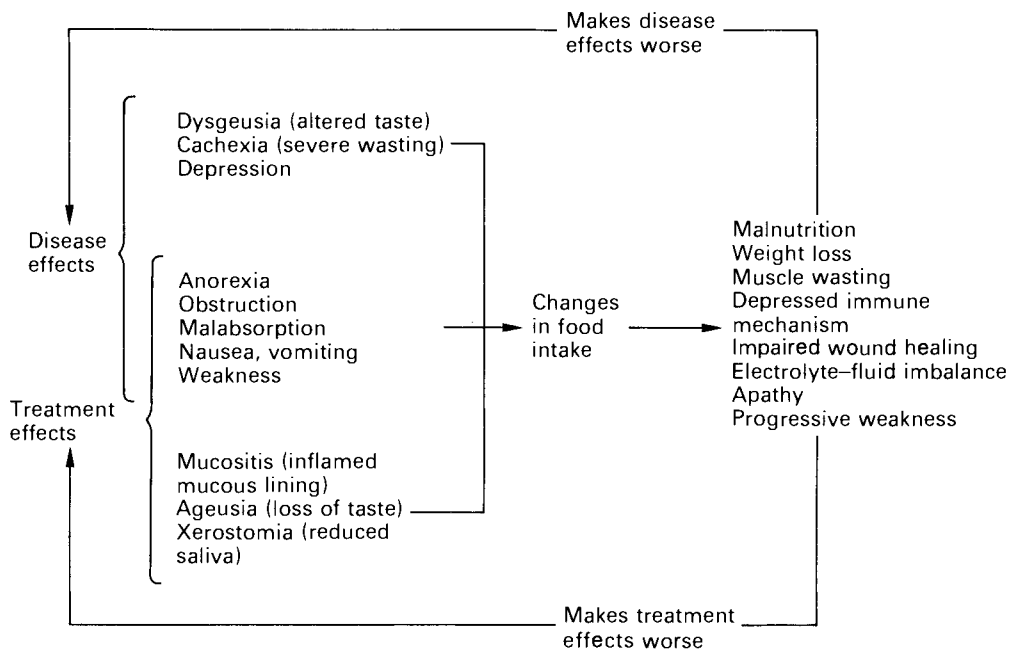 Makes disease
effects worse
Dysgeusia (altered taste)
Cachexia (severe wasting)
Depression
Disease
effects
Anorexia
Obstruction
Malabsorption
Nausea, vomiting
Weakness
Changes
in food
intake
Malnutrition
Weight loss
Muscle wasting
Depressed immune
mechanism
Impaired wound healing
Electrolyte–fluid imbalance
Apathy
Progressive weakness
Treatment
effects
Mucositis (inflamed
mucous lining)
Ageusia (loss of taste)
Xerostomia (reduced
saliva)
Makes treatment
effects worse